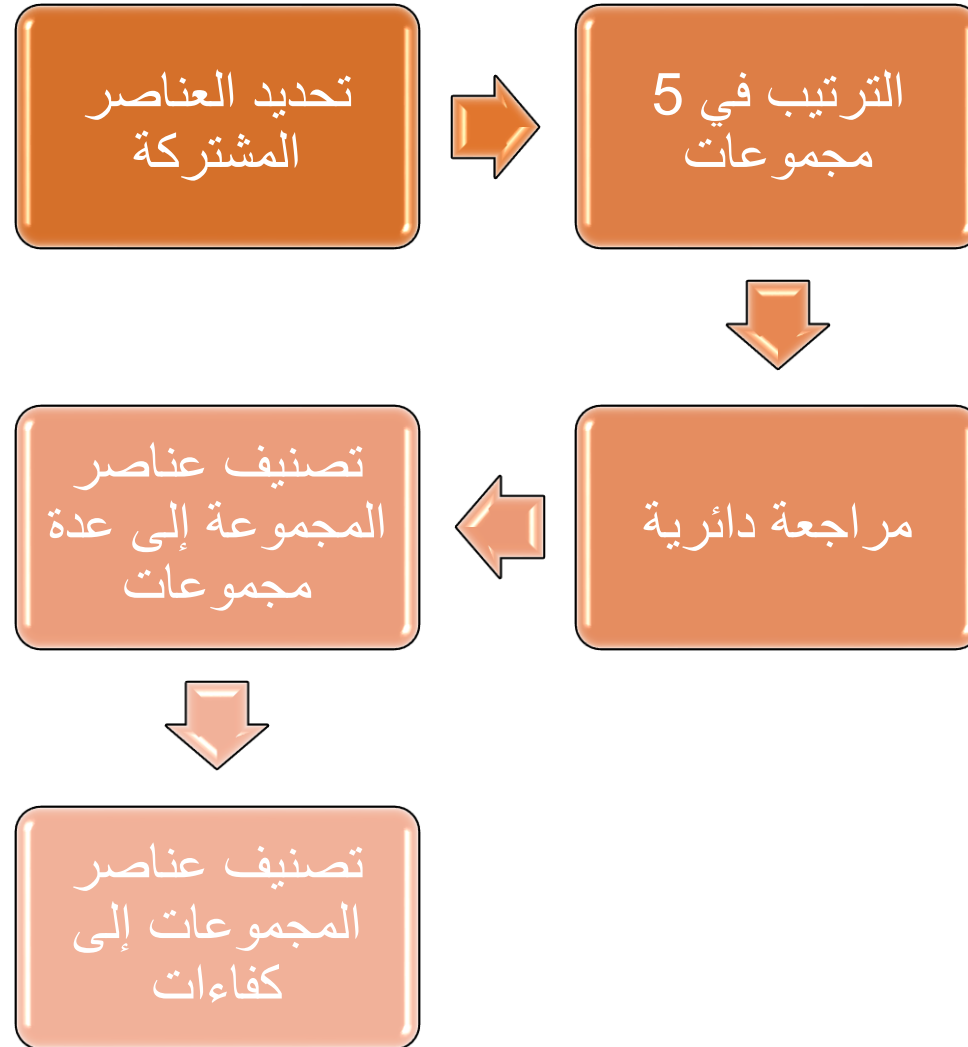 تحديد العناصر
المشتركة
الترتيب في 5
مجموعات
مراجعة دائرية
تصنيف عناصر
المجموعة إلى عدة
مجموعات
تصنيف عناصر
المجموعات إلى
كفاءات